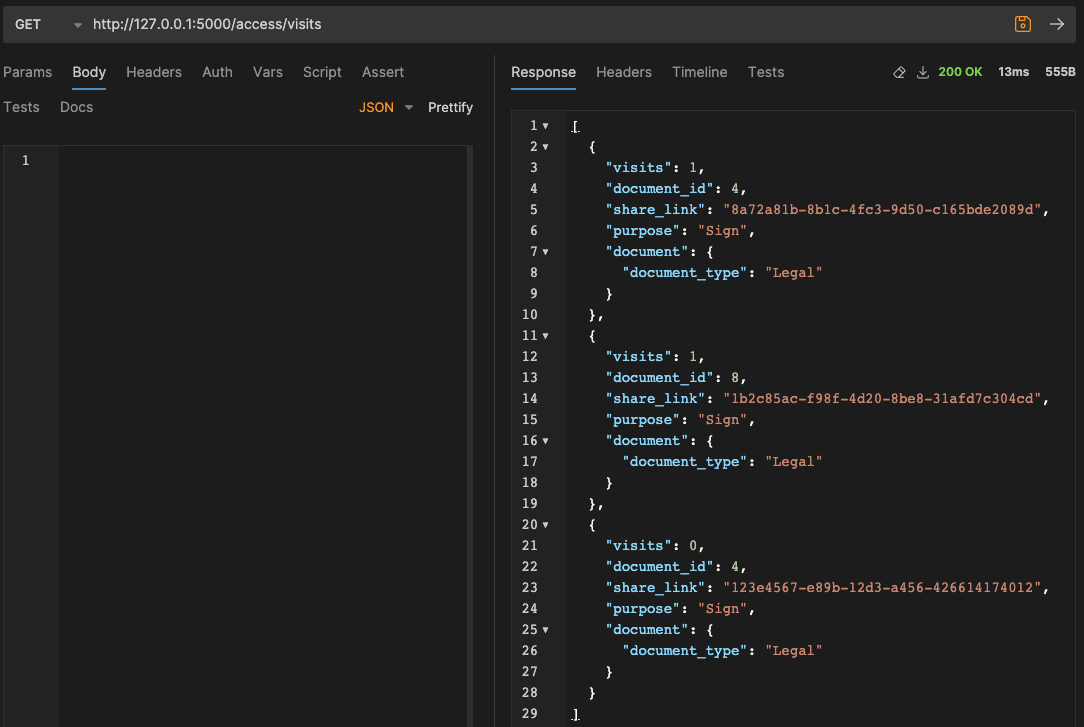 GET http://127.0.0.1:5000/access/visits
Params Body Headers Auth Vars Script Assert
Tests Docs JSON Prettify
1
Response Headers Timeline Tests 200 OK 13ms 555B
1 [
2 {
3 "visits": 1,
4 "document_id": 4,
5 "share_link": "8a72a81b-8b1c-4fc3-9d50-c165bde2089d",
6 "purpose": "Sign",
7 "document": {
8 "document_type": "Legal"
9 }
10 },
11 {
12 "visits": 1,
13 "document_id": 8,
14 "share_link": "1b2c85ac-f98f-4d20-8be8-31afd7c304cd",
15 "purpose": "Sign",
16 "document": {
17 "document_type": "Legal"
18 }
19 },
20 {
21 "visits": 0,
22 "document_id": 4,
23 "share_link": "123e4567-e89b-12d3-a456-426614174012",
24 "purpose": "Sign",
25 "document": {
26 "document_type": "Legal"
27 }
28 }
29 ]